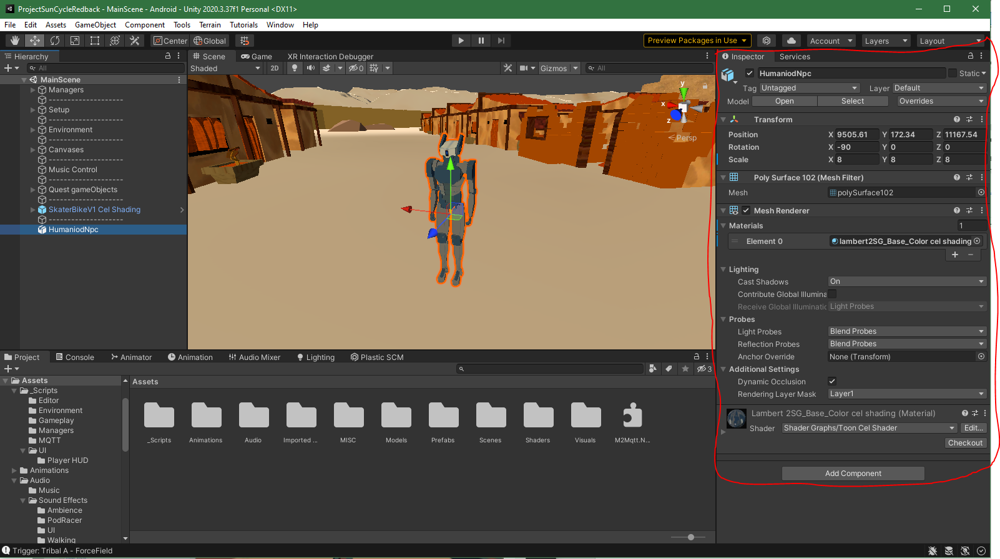 ProjectSunCycleRedback - MainScene - Android - Unity 2020.3.37f1 Personal <DX11>
File Edit Assets GameObject Component Tools Terrain Tutorials Window Help
Center Global Preview Packages in Use Account Layers Layout
Hierarchy
All
MainScene
Managers
-------------------
Setup
-------------------
Environment
-------------------
Canvases
-------------------
Music Control
-------------------
Quest gameObjects
-------------------
SkaterBikeV1 Cel Shading
-------------------
HumaniodNpc
Scene Game XR Interaction Debugger
Shaded 2D 0 Gizmos All
y
x
z
Persp
Inspector Services
HumaniodNpc Static
Tag Untagged Layer Default
Model Open Select Overrides
Transform
Position X 9505.61 Y 172.34 Z 11167.54
Rotation X -90 Y 0 Z 0
Scale X 8 Y 8 Z 8
Poly Surface 102 (Mesh Filter)
Mesh polySurface102
Mesh Renderer
Materials 1
Element 0 lambert2SG_Base_Color cel shading
Lighting
Cast Shadows On
Contribute Global Illumina
Receive Global Illuminatic Light Probes
Probes
Light Probes Blend Probes
Reflection Probes Blend Probes
Anchor Override None (Transform)
Additional Settings
Dynamic Occlusion
Rendering Layer Mask Layer1
Lambert 2SG_Base_Color cel shading (Material)
Shader Shader Graphs/Toon Cel Shader Edit...
Checkout
Add Component
Project Console Animator Animation Audio Mixer Lighting Plastic SCM
3
Assets
_Scripts
Editor
Environment
Gameplay
Managers
MQTT
UI
Player HUD
Animations
Audio
Music
Sound Effects
Ambience
PodRacer
UI
Walking
Assets
_Scripts Animations Audio Imported ... MISC Models Prefabs Scenes Shaders Visuals M2Mqtt.N...
Trigger: Tribal A - ForceField